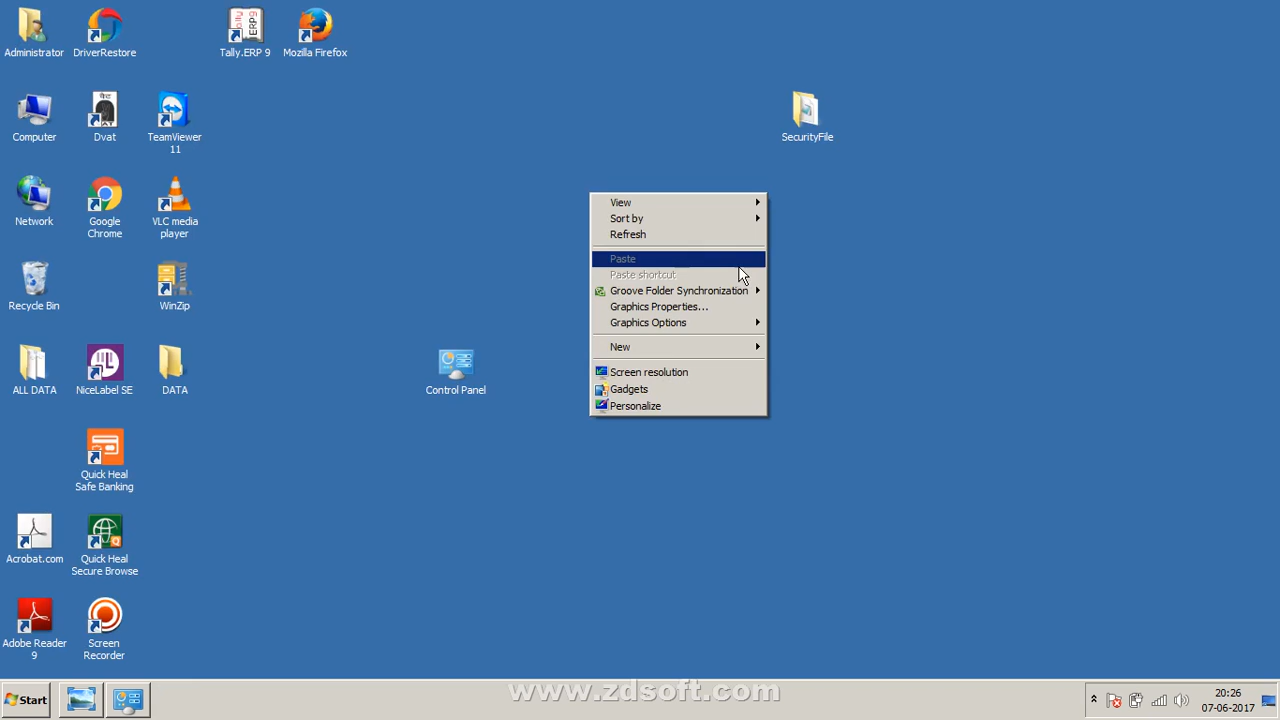 Administrator
DriverRestore
Tally.ERP 9
Mozilla Firefox
Computer
Dvat
TeamViewer
11
SecurityFile
Network
Google
Chrome
VLC media
player
Recycle Bin
WinZip
ALL DATA
NiceLabel SE
DATA
Control Panel
View
Sort by
Refresh
Paste
Paste shortcut
Groove Folder Synchronization
Graphics Properties...
Graphics Options
New
Screen resolution
Gadgets
Personalize
Quick Heal
Safe Banking
Acrobat.com
Quick Heal
Secure Browse
Adobe Reader
9
Screen
Recorder
Start
www.zdsoft.com
20:26
07-06-2017